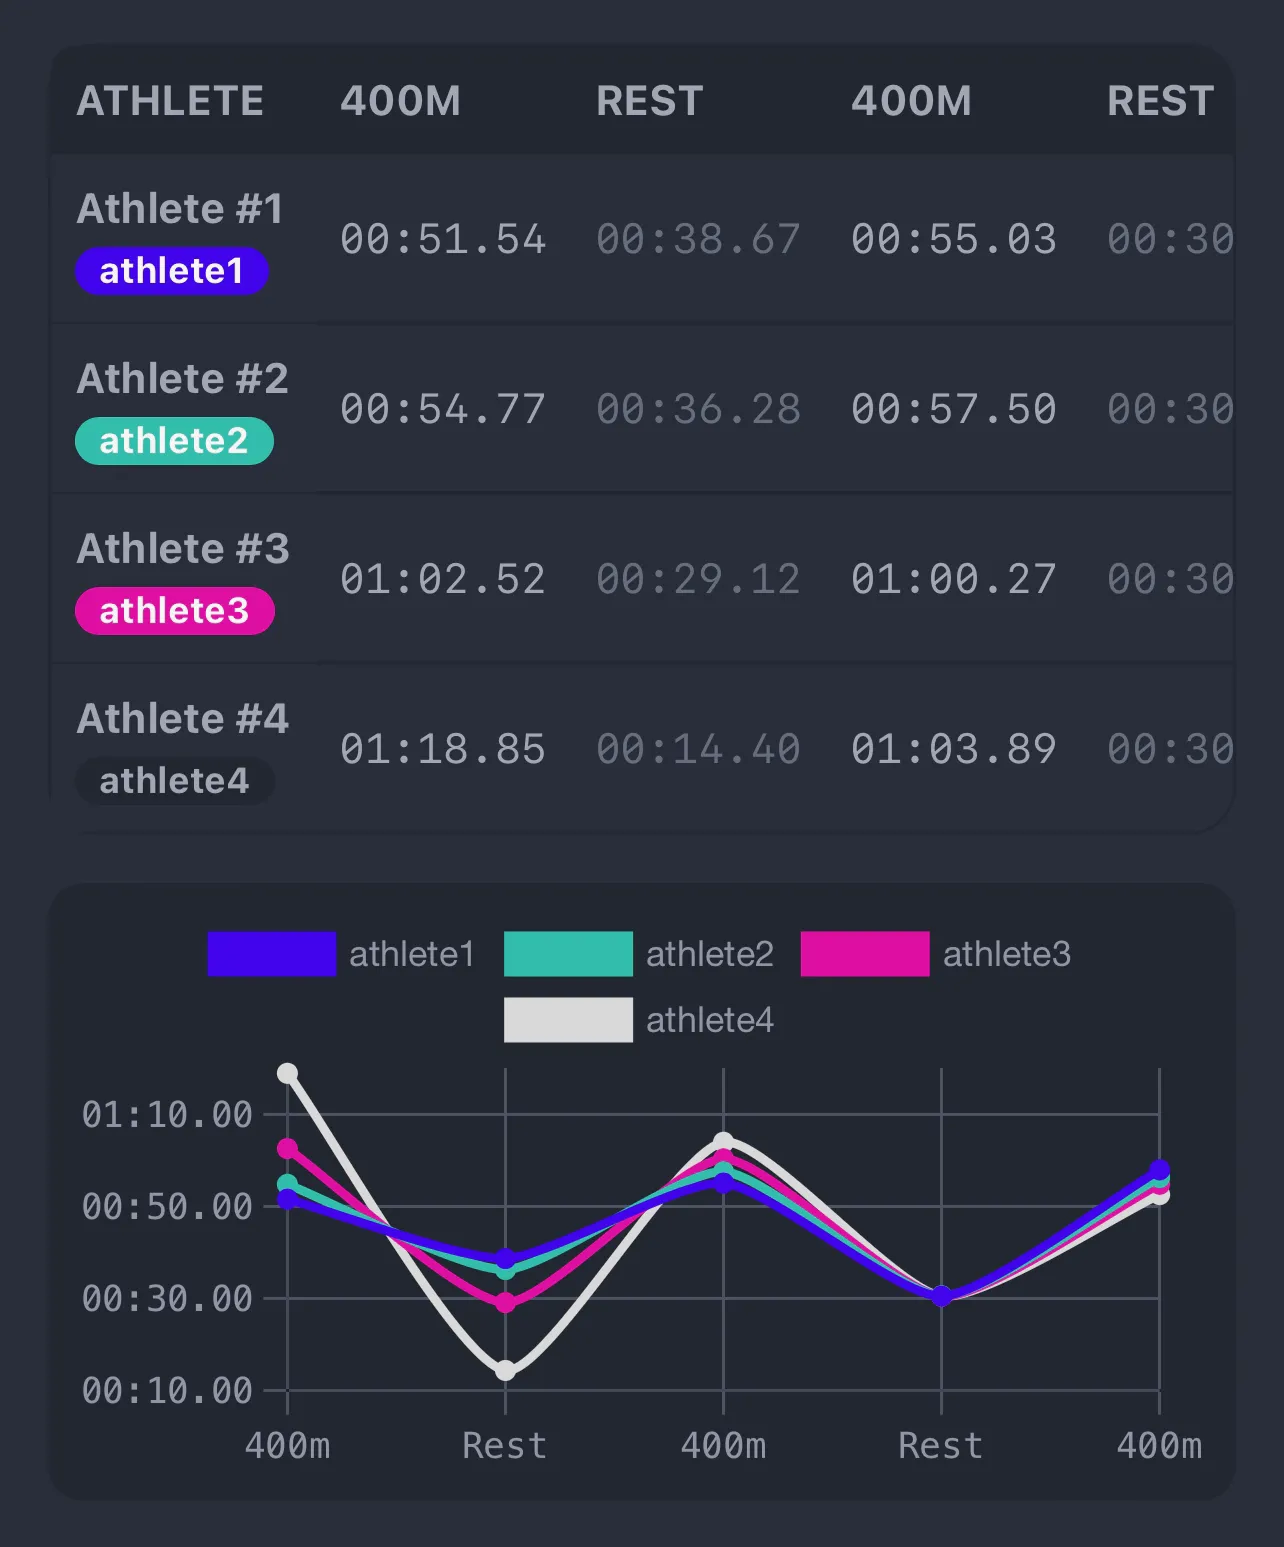 ATHLETE 400M REST 400M REST
Athlete #1
athlete1
00:51.54 00:38.67 00:55.03 00:30
Athlete #2
athlete2
00:54.77 00:36.28 00:57.50 00:30
Athlete #3
athlete3
01:02.52 00:29.12 01:00.27 00:30
Athlete #4
athlete4
01:18.85 00:14.40 01:03.89 00:30
athlete1 athlete2 athlete3
athlete4
01:10.00
00:50.00
00:30.00
00:10.00
400m Rest 400m Rest 400m